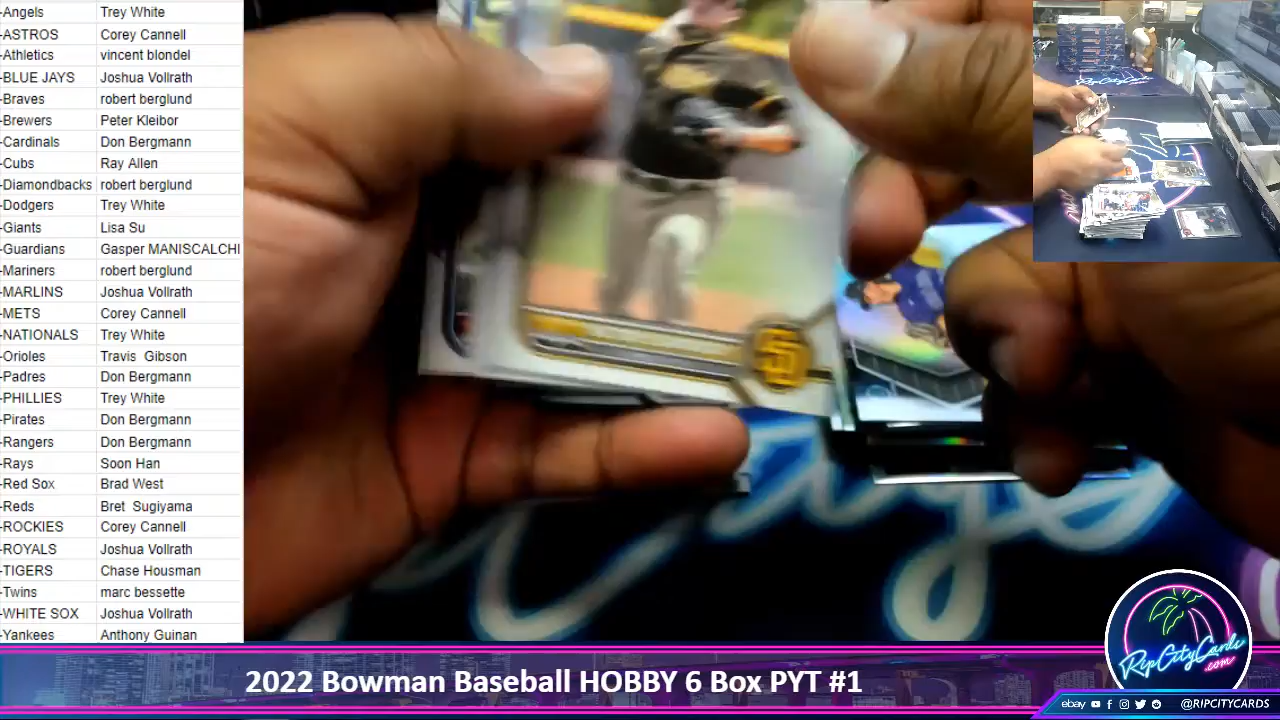 -Angels Trey White
-ASTROS Corey Cannell
-Athletics vincent blondel
-BLUE JAYS Joshua Vollrath
-Braves robert berglund
-Brewers Peter Kleibor
-Cardinals Don Bergmann
-Cubs Ray Allen
-Diamondbacks robert berglund
-Dodgers Trey White
-Giants Lisa Su
-Guardians Gasper MANISCALCHI
-Mariners robert berglund
-MARLINS Joshua Vollrath
-METS Corey Cannell
-NATIONALS Trey White
-Orioles Travis Gibson
-Padres Don Bergmann
-PHILLIES Trey White
-Pirates Don Bergmann
-Rangers Don Bergmann
-Rays Soon Han
-Red Sox Brad West
-Reds Bret Sugiyama
-ROCKIES Corey Cannell
-ROYALS Joshua Vollrath
-TIGERS Chase Housman
-Twins marc bessette
-WHITE SOX Joshua Vollrath
-Yankees Anthony Guinan
SD
RipCityCards
.com
2022 Bowman Baseball HOBBY 6 Box PYT #1
ebay @RIPCITYCARDS